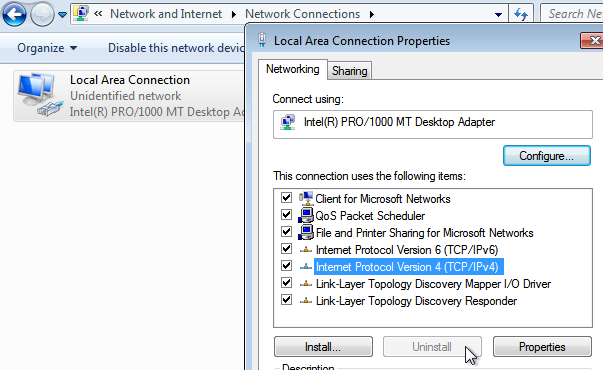 Network and Internet Network Connections Search Ne
Organize Disable this network devic
Local Area Connection
Unidentified network
Intel(R) PRO/1000 MT Desktop Ad
Local Area Connection Properties
Networking Sharing
Connect using:
Intel(R) PRO/1000 MT Desktop Adapter
Configure...
This connection uses the following items:
Client for Microsoft Networks
QoS Packet Scheduler
File and Printer Sharing for Microsoft Networks
Internet Protocol Version 6 (TCP/IPv6)
Internet Protocol Version 4 (TCP/IPv4)
Link-Layer Topology Discovery Mapper I/O Driver
Link-Layer Topology Discovery Responder
Install... Uninstall Properties
Description